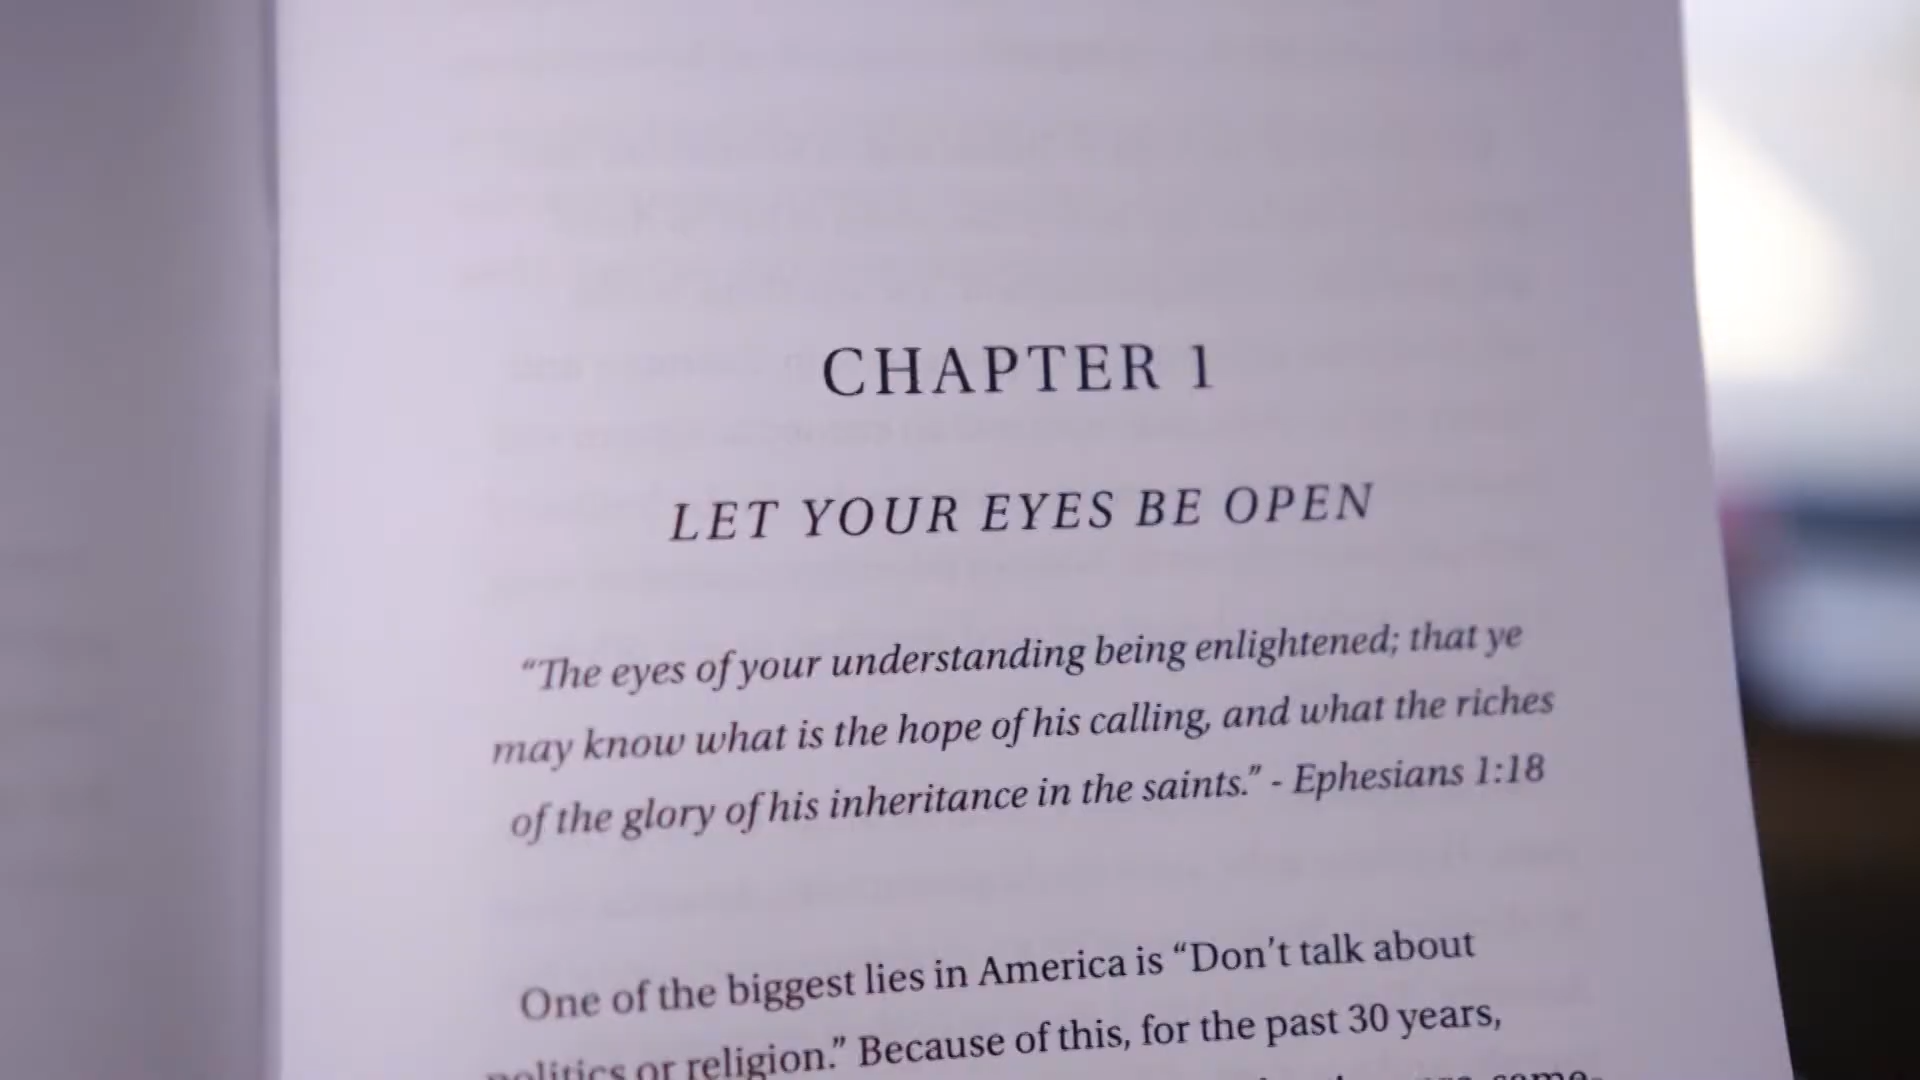 CHAPTER 1
LET YOUR EYES BE OPEN
“The eyes of your understanding being enlightened; that ye
may know what is the hope of his calling, and what the riches
of the glory of his inheritance in the saints.” - Ephesians 1:18
One of the biggest lies in America is “Don’t talk about
politics or religion.” Because of this, for the past 30 years,